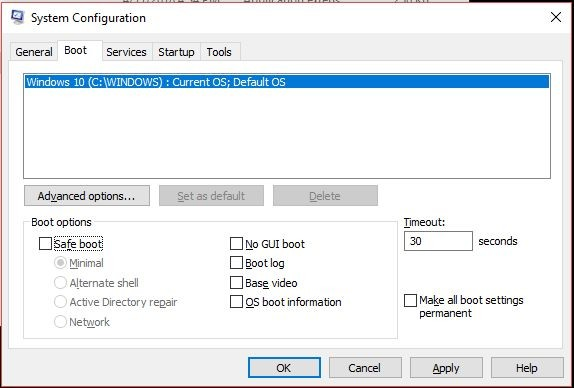 System Configuration
General Boot Services Startup Tools
Windows 10 (C:\WINDOWS) : Current OS; Default OS
Advanced options... Set as default Delete
Boot options
Timeout:
Safe boot No GUI boot 30 seconds
Minimal Boot log
Alternate shell Base video
Active Directory repair OS boot information Make all boot settings
permanent
Network
OK Cancel Apply Help